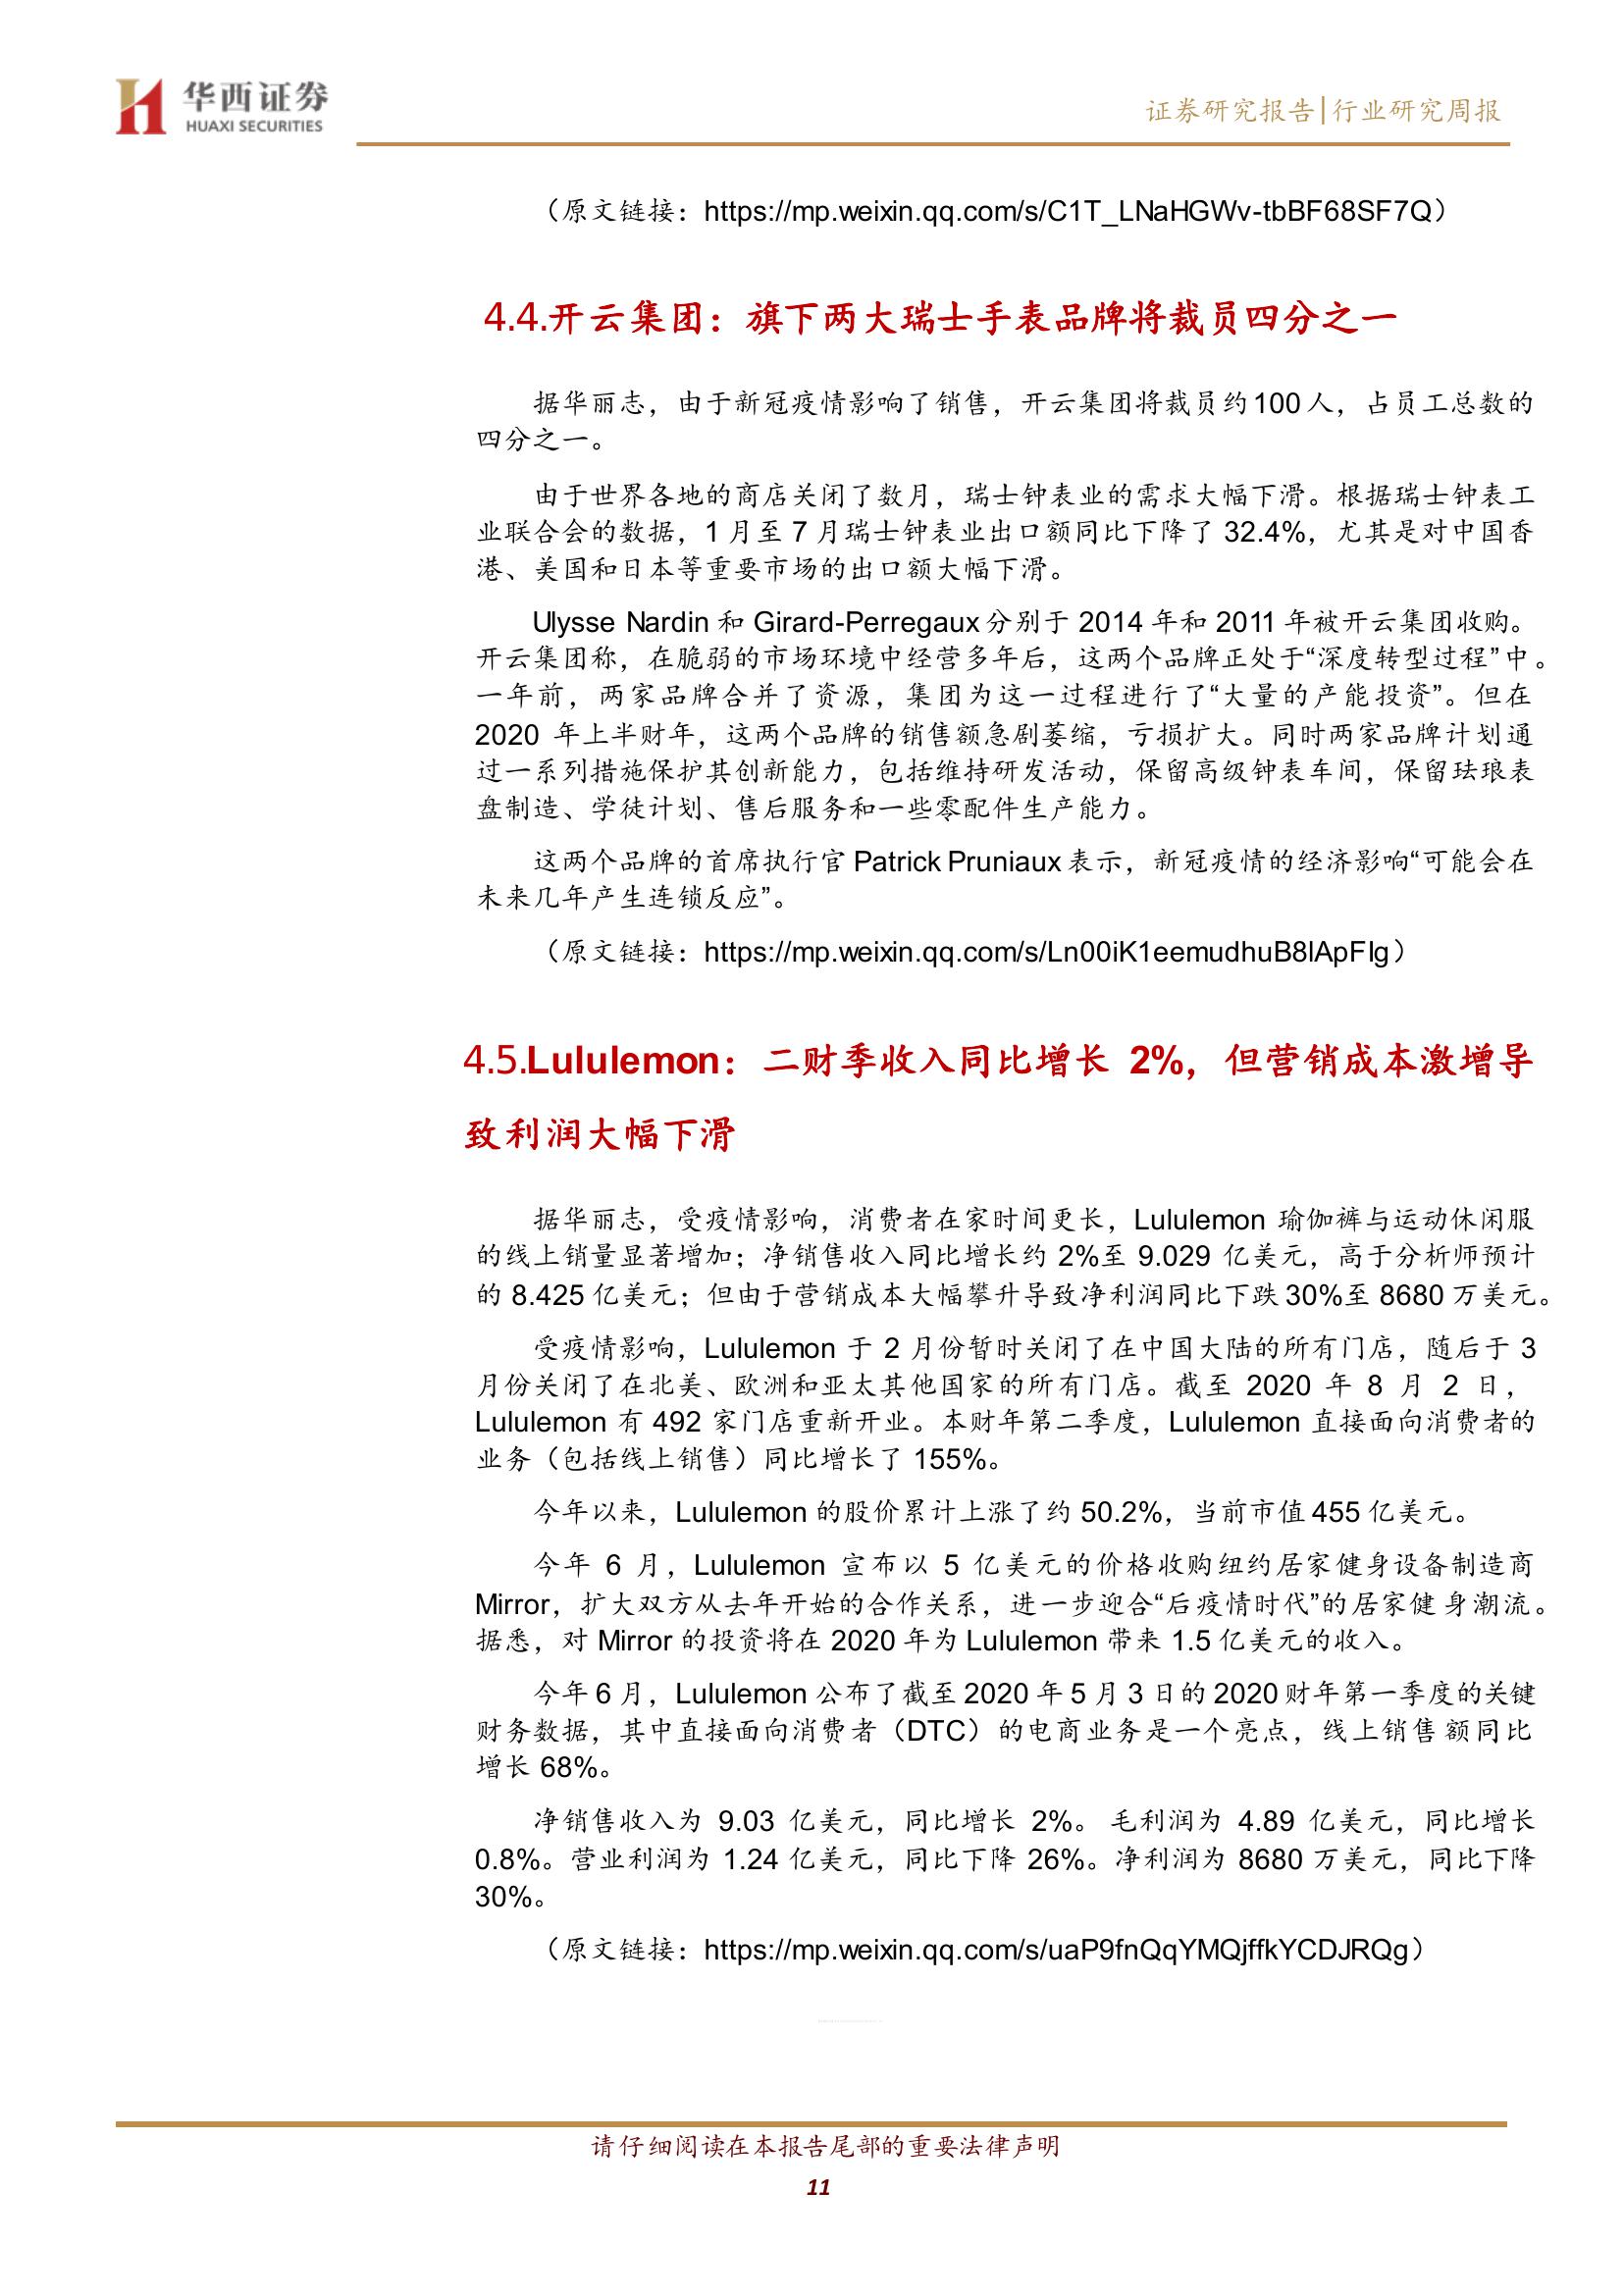 华西证券
HUAXI SECURITIES
证券研究报告|行业研究周报
（原文链接：https://mp.weixin.qq.com/s/C1T_LNaHGWv-tbBF68SF7Q）
4.4.开云集团：旗下两大瑞士手表品牌将裁员四分之一
据华丽志，由于新冠疫情影响了销售，开云集团将裁员约 100 人，占员工总数的
四分之一。
由于世界各地的商店关闭了数月，瑞士钟表业的需求大幅下滑。根据瑞士钟表工
业联合会的数据，1 月至 7 月瑞士钟表业出口额同比下降了 32.4%，尤其是对中国香
港、美国和日本等重要市场的出口额大幅下滑。
Ulysse Nardin 和 Girard-Perregaux 分别于 2014 年和 2011 年被开云集团收购。
开云集团称，在脆弱的市场环境中经营多年后，这两个品牌正处于“深度转型过程”中。
一年前，两家品牌合并了资源，集团为这一过程进行了“大量的产能投资”。但在
2020 年上半财年，这两个品牌的销售额急剧萎缩，亏损扩大。同时两家品牌计划通
过一系列措施保护其创新能力，包括维持研发活动，保留高级钟表车间，保留珐琅表
盘制造、学徒计划、售后服务和一些零配件生产能力。
这两个品牌的首席执行官 Patrick Pruniaux 表示，新冠疫情的经济影响“可能会在
未来几年产生连锁反应”。
（原文链接：https://mp.weixin.qq.com/s/Ln00iK1eemudhuB8lApFIg）
4.5.Lululemon：二财季收入同比增长 2%，但营销成本激增导
致利润大幅下滑
据华丽志，受疫情影响，消费者在家时间更长，Lululemon 瑜伽裤与运动休闲服
的线上销量显著增加；净销售收入同比增长约 2%至 9.029 亿美元，高于分析师预计
的 8.425 亿美元；但由于营销成本大幅攀升导致净利润同比下跌 30%至 8680 万美元。
受疫情影响，Lululemon 于 2 月份暂时关闭了在中国大陆的所有门店，随后于 3
月份关闭了在北美、欧洲和亚太其他国家的所有门店。截至 2020 年 8 月 2 日，
Lululemon 有 492 家门店重新开业。本财年第二季度，Lululemon 直接面向消费者的
业务（包括线上销售）同比增长了 155%。
今年以来，Lululemon 的股价累计上涨了约 50.2%，当前市值 455 亿美元。
今年 6 月，Lululemon 宣布以 5 亿美元的价格收购纽约居家健身设备制造商
Mirror，扩大双方从去年开始的合作关系，进一步迎合“后疫情时代”的居家健身潮流。
据悉，对 Mirror 的投资将在 2020 年为 Lululemon 带来 1.5 亿美元的收入。
今年 6 月，Lululemon 公布了截至 2020 年 5 月 3 日的 2020 财年第一季度的关键
财务数据，其中直接面向消费者（DTC）的电商业务是一个亮点，线上销售额同比
增长 68%。
净销售收入为 9.03 亿美元，同比增长 2%。 毛利润为 4.89 亿美元，同比增长
0.8%。营业利润为 1.24 亿美元，同比下降 26%。净利润为 8680 万美元，同比下降
30%。
（原文链接：https://mp.weixin.qq.com/s/uaP9fnQqYMQjffkYCDJRQg）
请仔细阅读在本报告尾部的重要法律声明
11